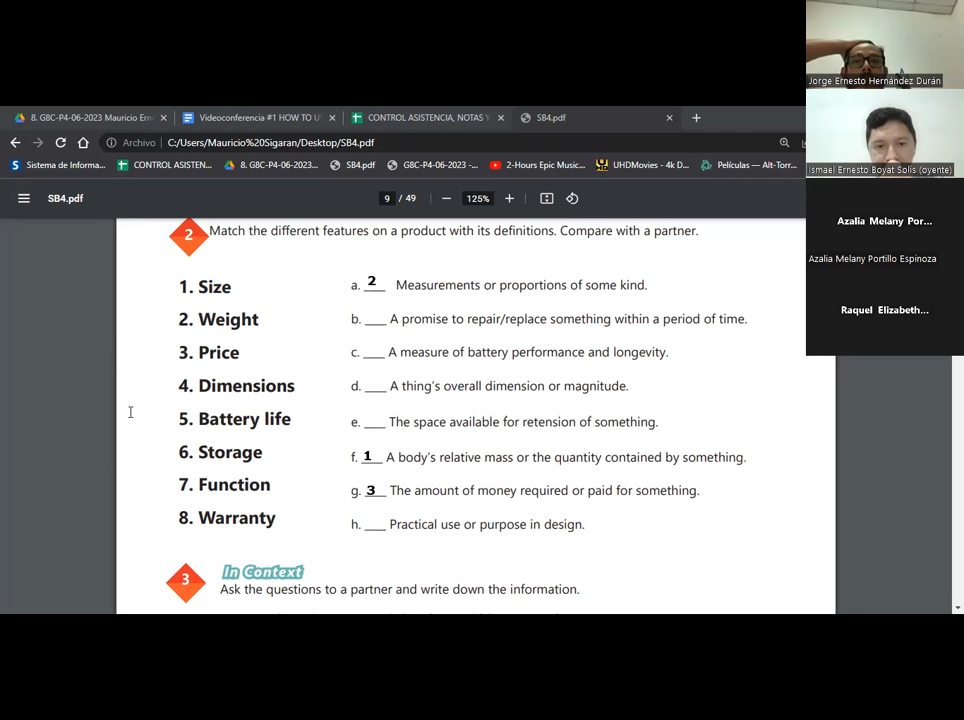 Jorge Ernesto Hernández Durán
8. G8C-P4-06-2023 Mauricio Ern
Videoconferencia #1 HOW TO U
CONTROL ASISTENCIA, NOTAS Y
SB4.pdf
Archivo
C:/Users/Mauricio%20Sigaran/Desktop/SB4.pdf
Sistema de Informa...
CONTROL ASISTEN...
8. G8C-P4-06-2023...
SB4.pdf
G8C-P4-06-2023 -...
2-Hours Epic Music...
UHDMovies - 4k D...
Películas — Alt-Torr...
Ismael Ernesto Boyat Solis (oyente)
SB4.pdf
9 / 49
125%
Azalia Melany Por...
Azalia Melany Portillo Espinoza
Raquel Elizabeth...
2 Match the different features on a product with its definitions. Compare with a partner.
1. Size
2. Weight
3. Price
4. Dimensions
5. Battery life
6. Storage
7. Function
8. Warranty
a. 2 Measurements or proportions of some kind.
b. ___ A promise to repair/replace something within a period of time.
c. ___ A measure of battery performance and longevity.
d. ___ A thing's overall dimension or magnitude.
e. ___ The space available for retention of something.
f. 1 A body's relative mass or the quantity contained by something.
g. 3 The amount of money required or paid for something.
h. ___ Practical use or purpose in design.
3 In Context
Ask the questions to a partner and write down the information.